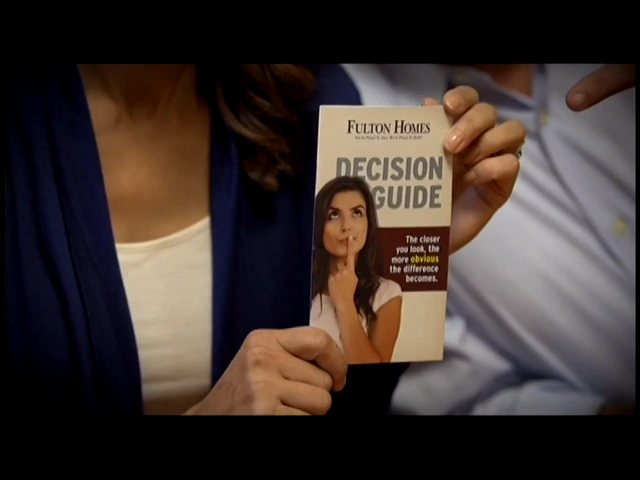 FULTON HOMES
DECISION
GUIDE
The closer
you look, the
more obvious
the difference
becomes.